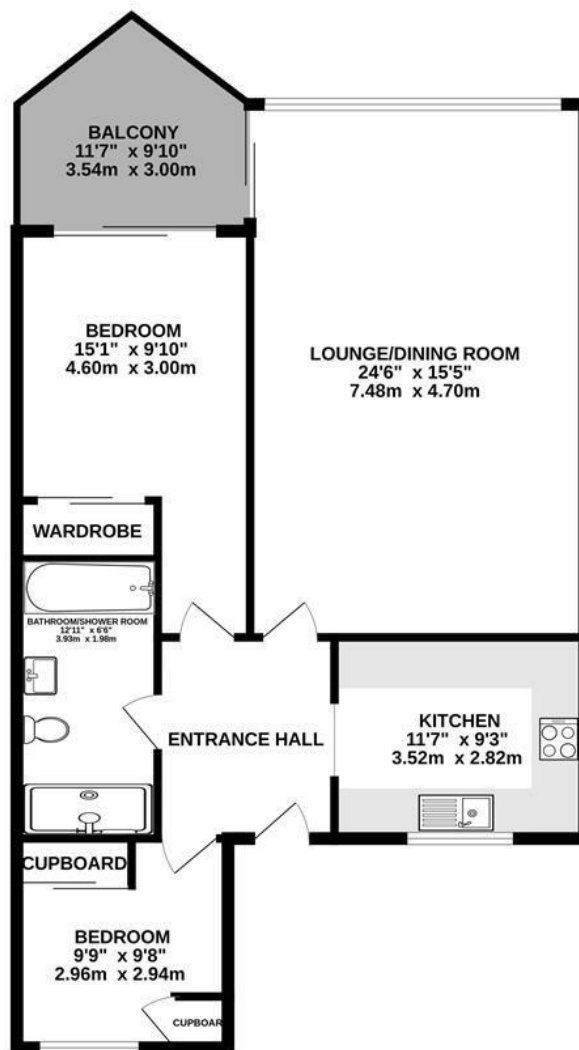 BALCONY
11'7" x 9'10"
3.54m x 3.00m
BEDROOM
15'1" x 9'10"
4.60m x 3.00m
LOUNGE/DINING ROOM
24'6" x 15'5"
7.48m x 4.70m
WARDROBE
BATHROOM/SHOWER ROOM
12'11" x 6'6"
3.93m x 1.98m
ENTRANCE HALL
KITCHEN
11'7" x 9'3"
3.52m x 2.82m
CUPBOARD
BEDROOM
9'9" x 9'8"
2.96m x 2.94m
CUPBOAR